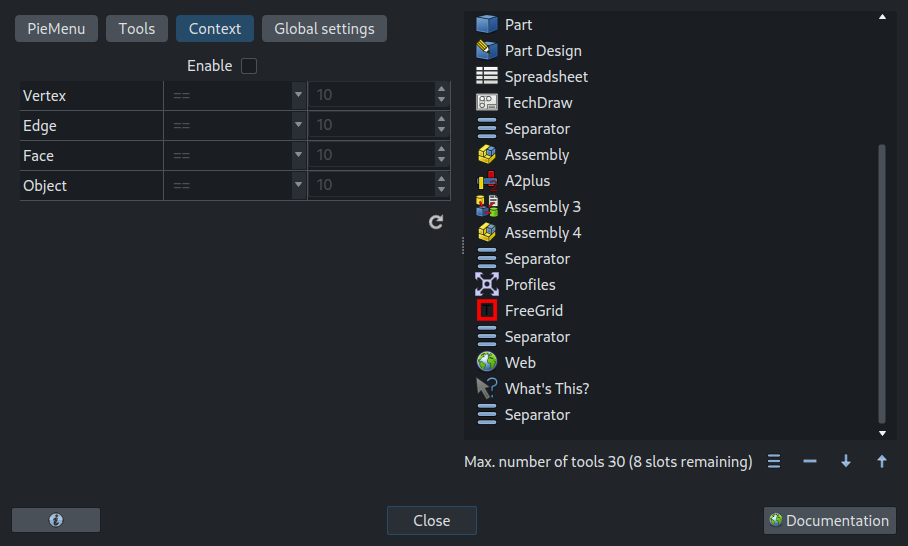 PieMenu Tools Context Global settings
Enable
Vertex == 10
Edge == 10
Face == 10
Object == 10
Part
Part Design
Spreadsheet
TechDraw
Separator
Assembly
A2plus
Assembly 3
Assembly 4
Separator
Profiles
FreeGrid
Separator
Web
What's This?
Separator
Max. number of tools 30 (8 slots remaining)
Close
Documentation